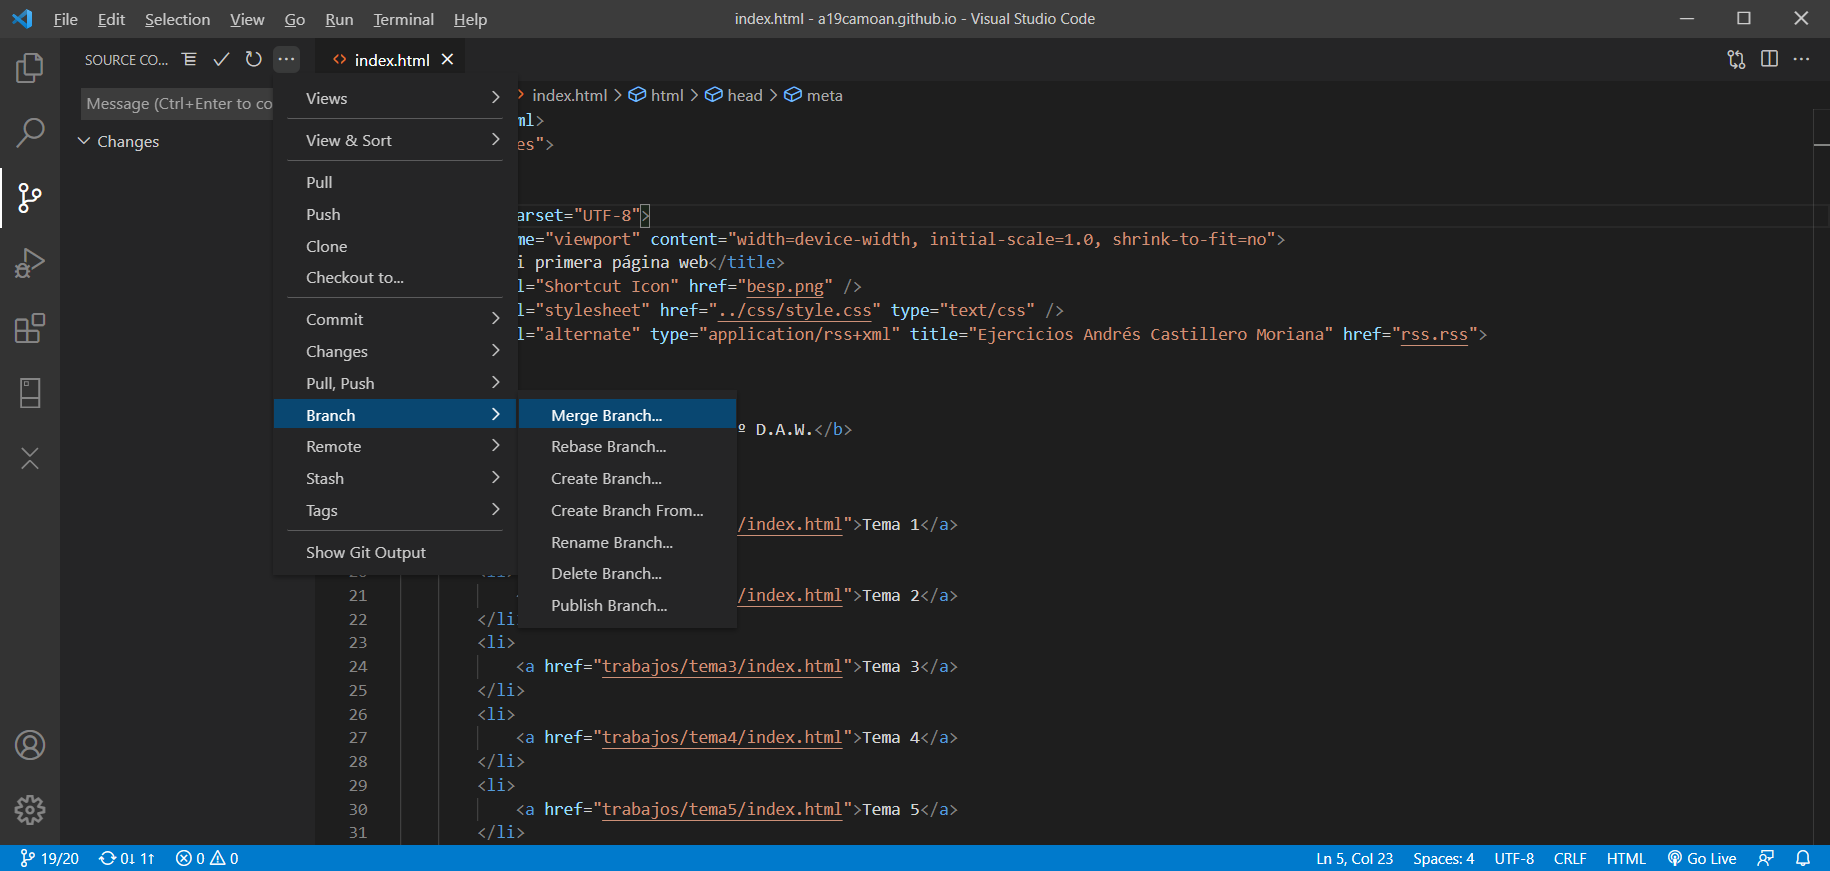 File Edit Selection View Go Run Terminal Help
index.html - a19camoan.github.io - Visual Studio Code
SOURCE CO...
index.html
Message (Ctrl+Enter to co
Changes
Views
View & Sort
Pull
Push
Clone
Checkout to...
Commit
Changes
Pull, Push
Branch
Remote
Stash
Tags
Show Git Output
Merge Branch...
Rebase Branch...
Create Branch...
Create Branch From...
Rename Branch...
Delete Branch...
Publish Branch...
index.html > html > head > meta
ml>
es">
arset="UTF-8">
me="viewport" content="width=device-width, initial-scale=1.0, shrink-to-fit=no">
i primera página web</title>
l="Shortcut Icon" href="besp.png" />
l="stylesheet" href="../css/style.css" type="text/css" />
l="alternate" type="application/rss+xml" title="Ejercicios Andrés Castillero Moriana" href="rss.rss">
º D.A.W.</b>
/index.html">Tema 1</a>
20 <li>
21 /index.html">Tema 2</a>
22 </li
23 <li>
24 <a href="trabajos/tema3/index.html">Tema 3</a>
25 </li>
26 <li>
27 <a href="trabajos/tema4/index.html">Tema 4</a>
28 </li>
29 <li>
30 <a href="trabajos/tema5/index.html">Tema 5</a>
31 </li>
19/20 0↓ 1↑ 0 0
Ln 5, Col 23 Spaces: 4 UTF-8 CRLF HTML Go Live